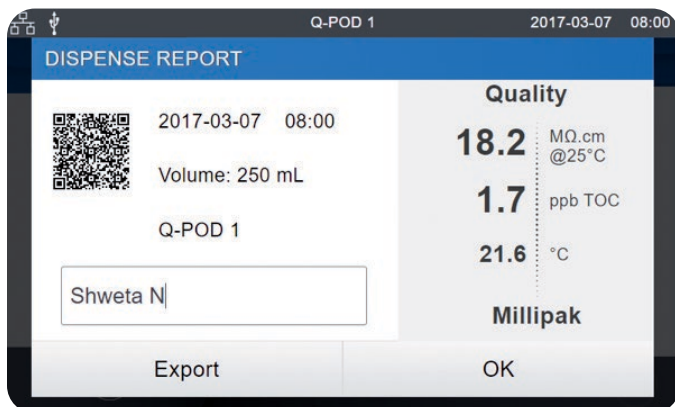 Q-POD 1 2017-03-07 08:00
DISPENSE REPORT
2017-03-07 08:00
Volume: 250 mL
Q-POD 1
Shweta N
Quality
18.2 MΩ.cm
@25°C
1.7 ppb TOC
21.6 °C
Millipak
Export OK